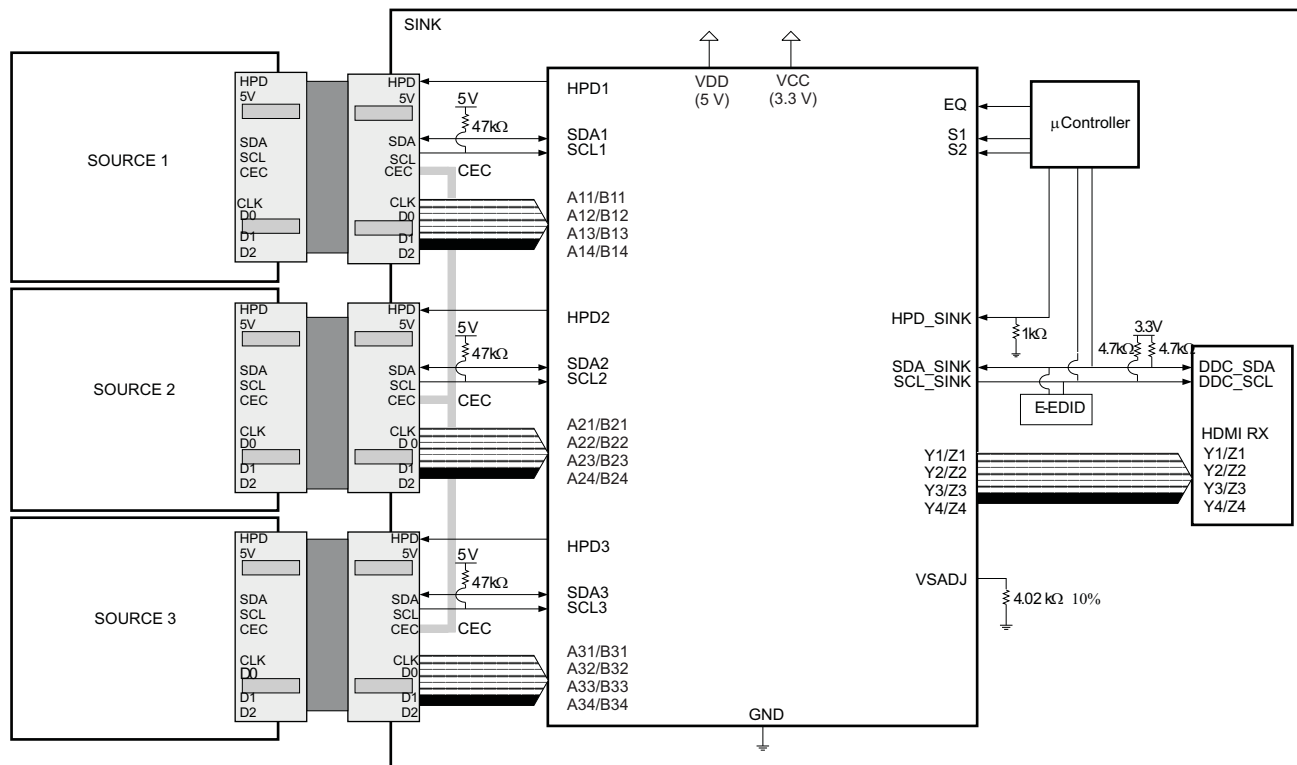 SINK
SOURCE 1
HPD
5V
SDA
SCL
CEC
CLK
D0
D1
D2
HPD
5V
SDA
SCL
CEC
CLK
D0
D1
D2
5V
47kΩ
CEC
HPD1
SDA1
SCL1
A11/B11
A12/B12
A13/B13
A14/B14
SOURCE 2
HPD
5V
SDA
SCL
CEC
CLK
D0
D1
D2
HPD
5V
SDA
SCL
CEC
CLK
D 0
D1
D2
5V
47kΩ
CEC
HPD2
SDA2
SCL2
A21/B21
A22/B22
A23/B23
A24/B24
SOURCE 3
HPD
5V
SDA
SCL
CEC
CLK
D0
D1
D2
HPD
5V
SDA
SCL
CEC
CLK
D0
D1
D2
5V
47kΩ
CEC
HPD3
SDA3
SCL3
A31/B31
A32/B32
A33/B33
A34/B34
VDD
(5 V)
VCC
(3.3 V)
GND
EQ
S1
S2
μController
HPD_SINK
1kΩ
SDA_SINK
SCL_SINK
3.3V
4.7kΩ
4.7kΩ
E-EDID
DDC_SDA
DDC_SCL
HDMI RX
Y1/Z1
Y2/Z2
Y3/Z3
Y4/Z4
Y1/Z1
Y2/Z2
Y3/Z3
Y4/Z4
VSADJ
4.02 kΩ 10%